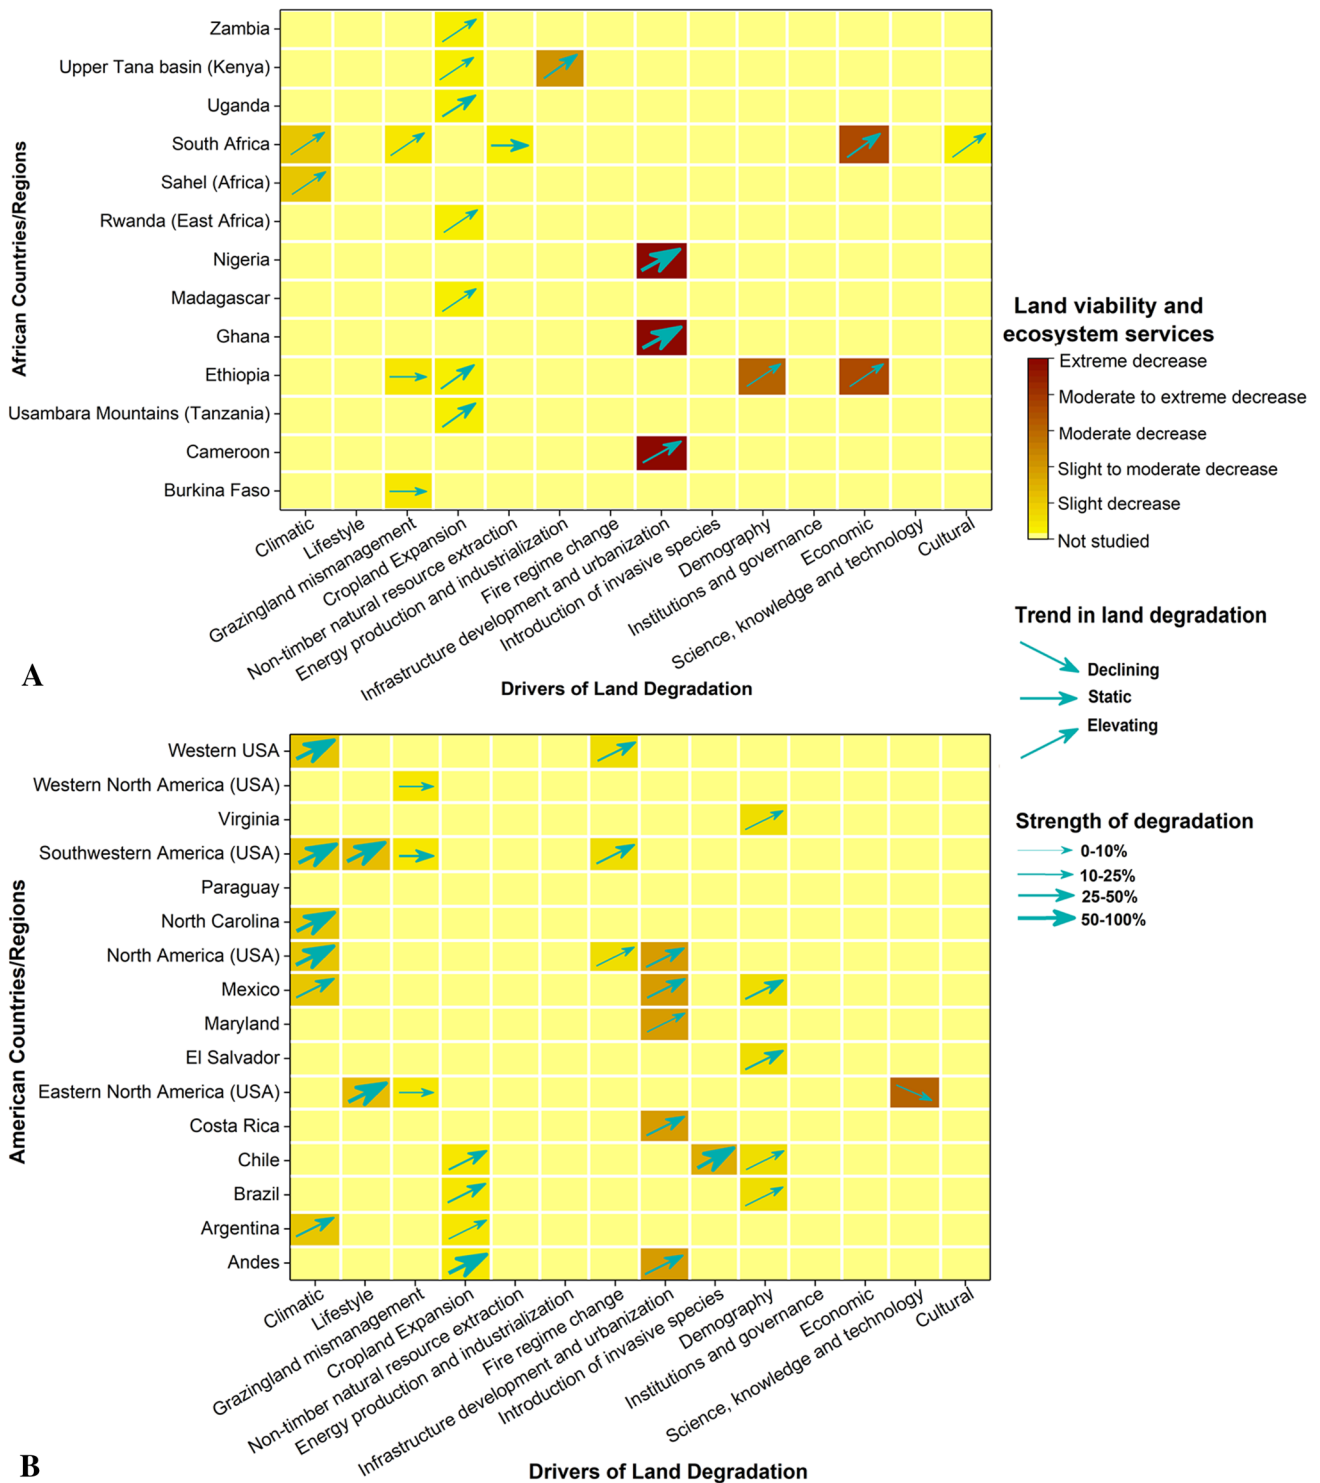 African Countries/Regions
Zambia
Upper Tana basin (Kenya)
Uganda
South Africa
Sahel (Africa)
Rwanda (East Africa)
Nigeria
Madagascar
Ghana
Ethiopia
Usambara Mountains (Tanzania)
Cameroon
Burkina Faso
Climatic
Lifestyle
Grazingland mismanagement
Cropland Expansion
Non-timber natural resource extraction
Energy production and industrialization
Fire regime change
Infrastructure development and urbanization
Introduction of invasive species
Demography
Institutions and governance
Economic
Science, knowledge and technology
Cultural
A
Drivers of Land Degradation
Land viability and
ecosystem services
Extreme decrease
Moderate to extreme decrease
Moderate decrease
Slight to moderate decrease
Slight decrease
Not studied
Trend in land degradation
Declining
Static
Elevating
Strength of degradation
0-10%
10-25%
25-50%
50-100%
American Countries/Regions
Western USA
Western North America (USA)
Virginia
Southwestern America (USA)
Paraguay
North Carolina
North America (USA)
Mexico
Maryland
El Salvador
Eastern North America (USA)
Costa Rica
Chile
Brazil
Argentina
Andes
Climatic
Lifestyle
Grazingland mismanagement
Cropland Expansion
Non-timber natural resource extraction
Energy production and industrialization
Fire regime change
Infrastructure development and urbanization
Introduction of invasive species
Demography
Institutions and governance
Economic
Science, knowledge and technology
Cultural
B
Drivers of Land Degradation